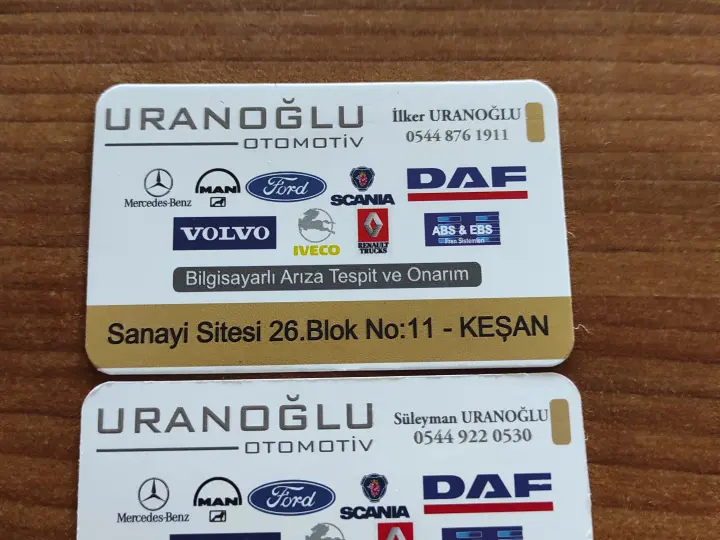 URANOĞLU
OTOMOTİV
İlker URANOĞLU
0544 876 1911
Mercedes-Benz
MAN
Ford
SCANIA
DAF
VOLVO
IVECO
RENAULT
TRUCKS
ABS & EBS
Fren Sistemleri
Bilgisayarlı Arıza Tespit ve Onarım
Sanayi Sitesi 26.Blok No:11 - KEŞAN
URANOĞLU
OTOMOTİV
Süleyman URANOĞLU
0544 922 0530
Mercedes-Benz
MAN
Ford
SCANIA
DAF